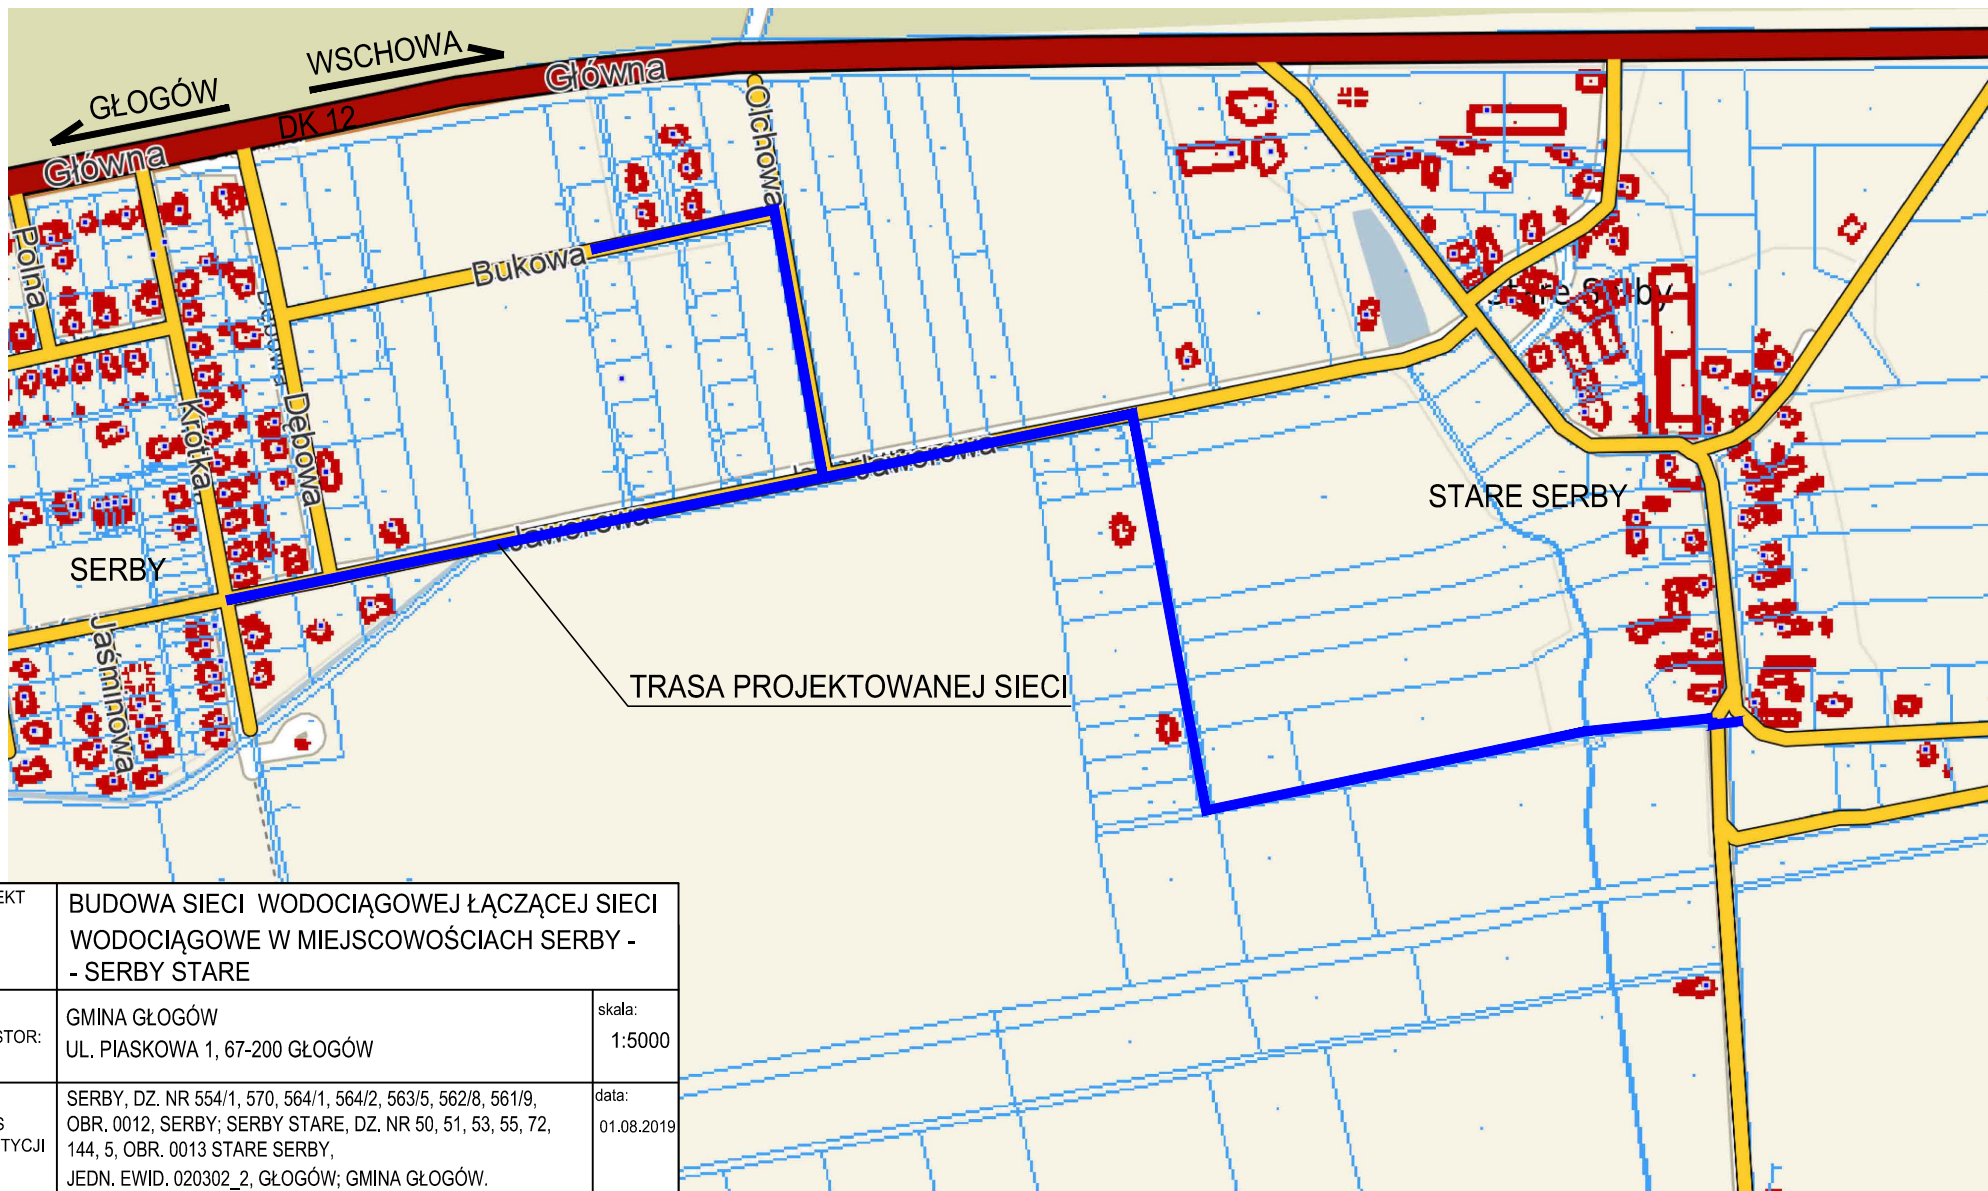 WSCHOWA
GŁOGÓW
Główna
DK 12
Główna
Olchowa
Polna
Bukowa
Dębowa
Krótka
Dębowa
Stare Serby
Jaworowa
Jaworowa
STARE SERBY
SERBY
Jaśminowa
TRASA PROJEKTOWANEJ SIECI
EKT
BUDOWA SIECI WODOCIĄGOWEJ ŁĄCZĄCEJ SIECI
WODOCIĄGOWE W MIEJSCOWOŚCIACH SERBY -
- SERBY STARE
STOR:
GMINA GŁOGÓW
UL. PIASKOWA 1, 67-200 GŁOGÓW
skala:
1:5000
S
TYCJI
SERBY, DZ. NR 554/1, 570, 564/1, 564/2, 563/5, 562/8, 561/9,
OBR. 0012, SERBY; SERBY STARE, DZ. NR 50, 51, 53, 55, 72,
144, 5, OBR. 0013 STARE SERBY,
JEDN. EWID. 020302_2, GŁOGÓW; GMINA GŁOGÓW.
data:
01.08.2019